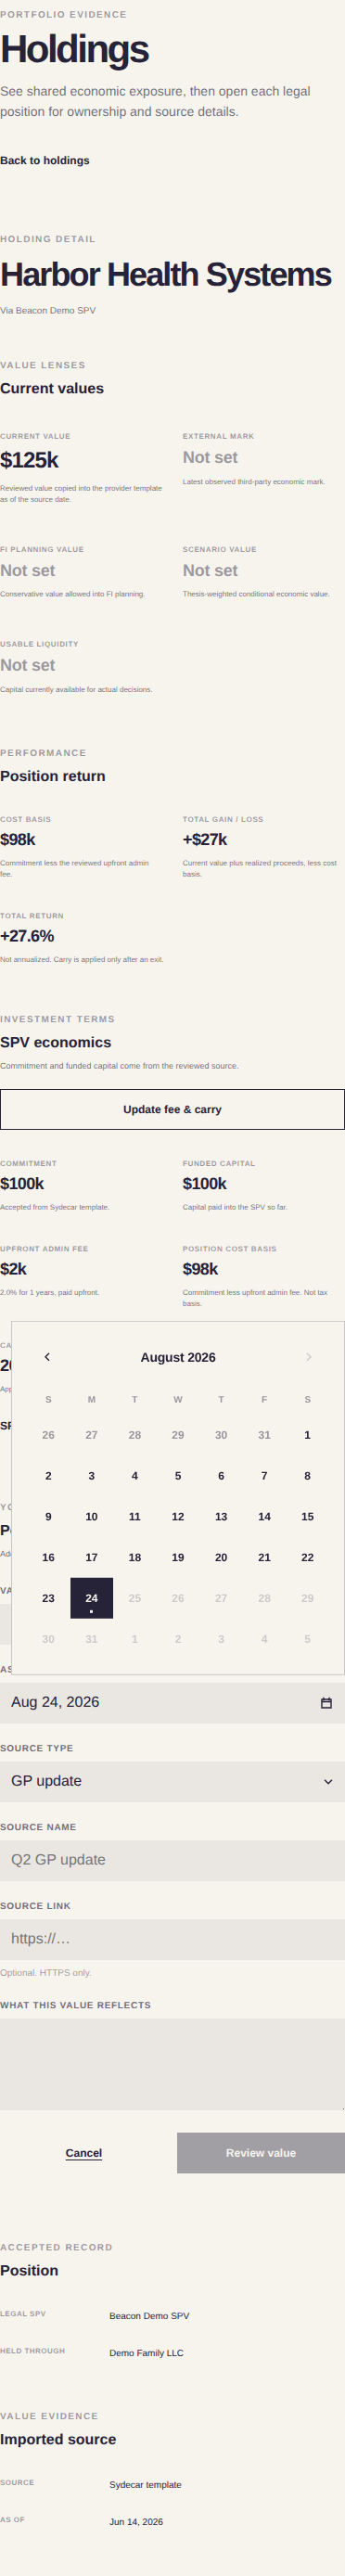 PORTFOLIO EVIDENCE
Holdings
See shared economic exposure, then open each legal
position for ownership and source details.
Back to holdings
HOLDING DETAIL
Harbor Health Systems
Via Beacon Demo SPV
VALUE LENSES
Current values
CURRENT VALUE
$125k
Reviewed value copied into the provider template
as of the source date.
EXTERNAL MARK
Not set
Latest observed third-party economic mark.
FI PLANNING VALUE
Not set
Conservative value allowed into FI planning.
SCENARIO VALUE
Not set
Thesis-weighted conditional economic value.
USABLE LIQUIDITY
Not set
Capital currently available for actual decisions.
PERFORMANCE
Position return
COST BASIS
$98k
Commitment less the reviewed upfront admin
fee.
TOTAL GAIN / LOSS
+$27k
Current value plus realized proceeds, less cost
basis.
TOTAL RETURN
+27.6%
Not annualized. Carry is applied only after an exit.
INVESTMENT TERMS
SPV economics
Commitment and funded capital come from the reviewed source.
Update fee & carry
COMMITMENT
$100k
Accepted from Sydecar template.
FUNDED CAPITAL
$100k
Capital paid into the SPV so far.
UPFRONT ADMIN FEE
$2k
2.0% for 1 years, paid upfront.
POSITION COST BASIS
$98k
Commitment less upfront admin fee. Not tax
basis.
August 2026
S M T W T F S
26 27 28 29 30 31 1
2 3 4 5 6 7 8
9 10 11 12 13 14 15
16 17 18 19 20 21 22
23 24 25 26 27 28 29
30 31 1 2 3 4 5
Aug 24, 2026
SOURCE TYPE
GP update
SOURCE NAME
Q2 GP update
SOURCE LINK
https://…
Optional. HTTPS only.
WHAT THIS VALUE REFLECTS
Cancel
Review value
ACCEPTED RECORD
Position
LEGAL SPV
Beacon Demo SPV
HELD THROUGH
Demo Family LLC
VALUE EVIDENCE
Imported source
SOURCE
Sydecar template
AS OF
Jun 14, 2026